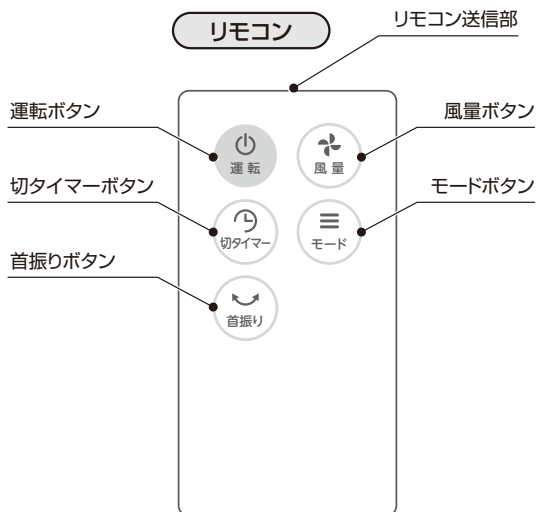 リモコン
リモコン送信部
運転ボタン
風量ボタン
運転
風量
切タイマーボタン
モードボタン
切タイマー
モード
首振りボタン
首振り